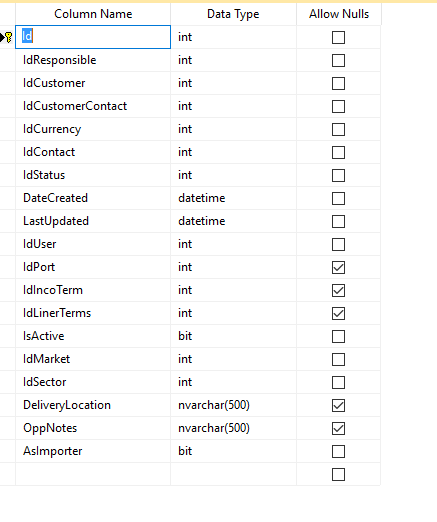 Column Name Data Type Allow Nulls
Id int
IdResponsible int
IdCustomer int
IdCustomerContact int
IdCurrency int
IdContact int
IdStatus int
DateCreated datetime
LastUpdated datetime
IdUser int
IdPort int
IdIncoTerm int
IdLinerTerms int
IsActive bit
IdMarket int
IdSector int
DeliveryLocation nvarchar(500)
OppNotes nvarchar(500)
AsImporter bit